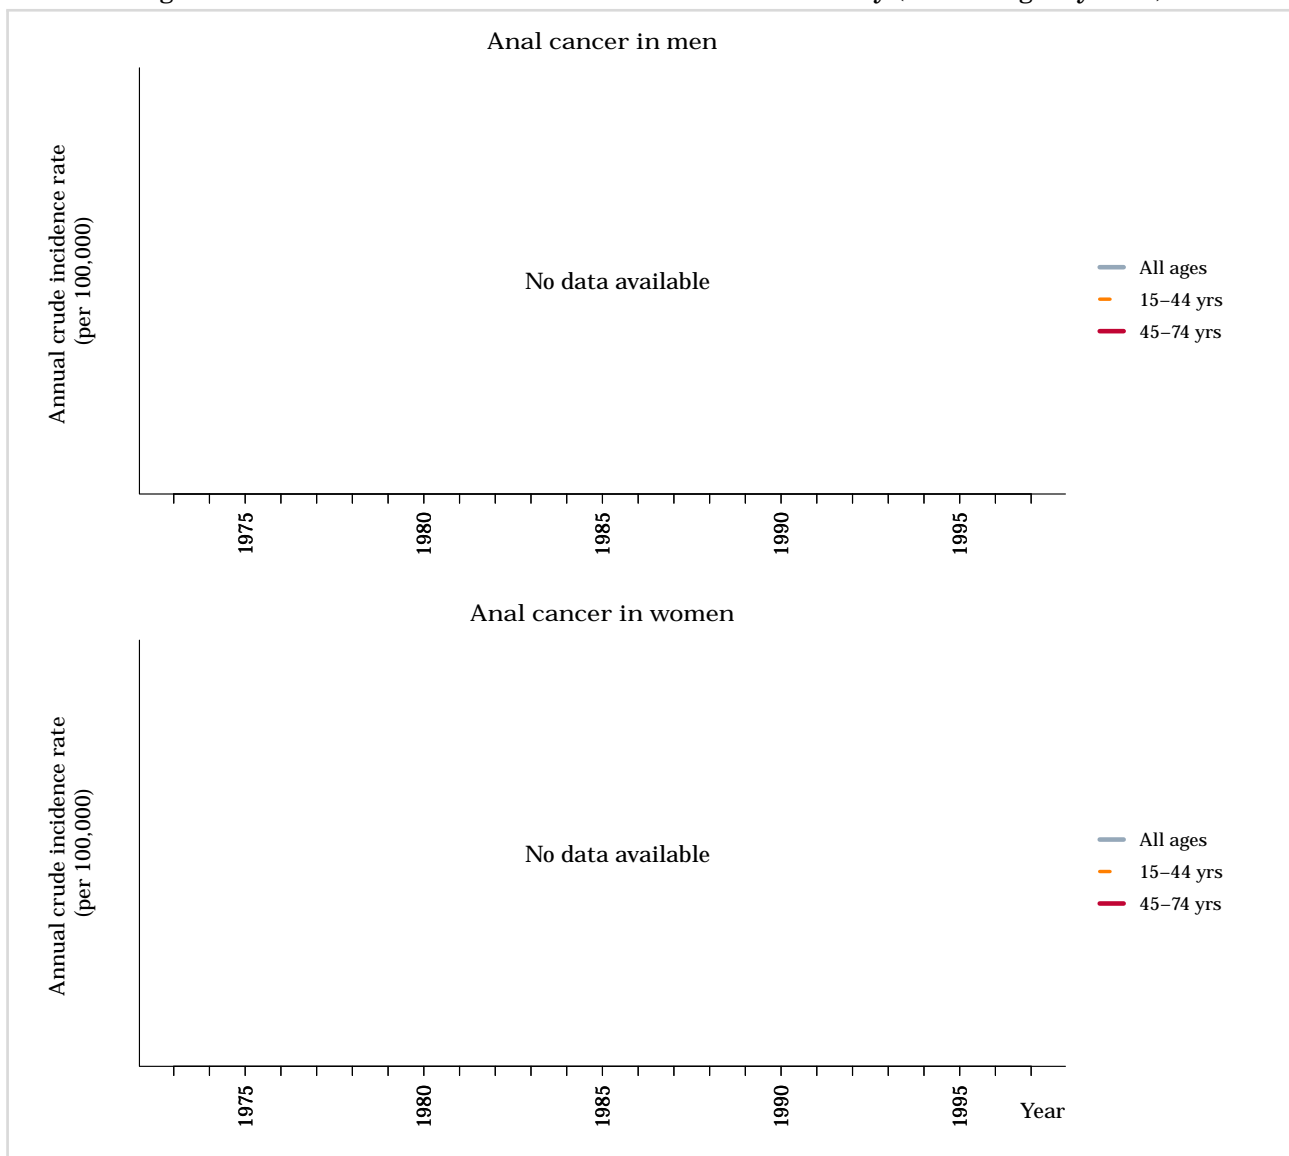 Anal cancer in men
Annual crude incidence rate
(per 100,000)
No data available
All ages
15–44 yrs
45–74 yrs
1975
1980
1985
1990
1995
Anal cancer in women
Annual crude incidence rate
(per 100,000)
No data available
All ages
15–44 yrs
45–74 yrs
1975
1980
1985
1990
1995
Year